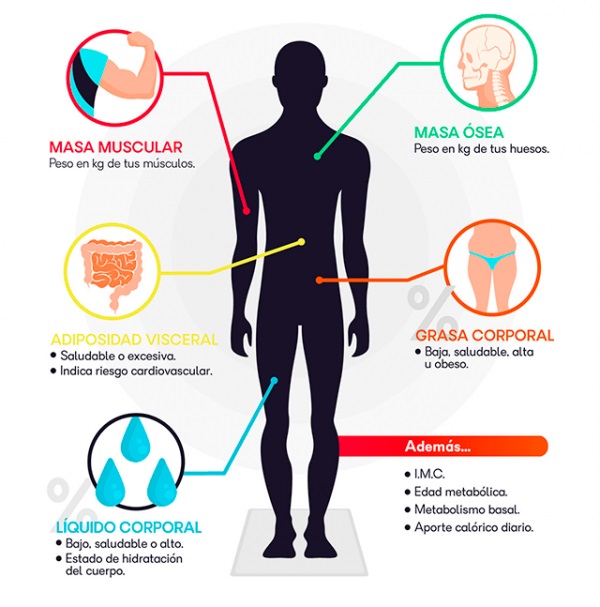 MASA MUSCULAR
Peso en kg de tus músculos.
MASA ÓSEA
Peso en kg de tus huesos.
ADIPOSIDAD VISCERAL
• Saludable o excesiva.
• Indica riesgo cardiovascular.
%
GRASA CORPORAL
• Baja, saludable, alta
u obeso.
%
LÍQUIDO CORPORAL
• Bajo, saludable o alto.
• Estado de hidratación
del cuerpo.
Además...
• I.M.C.
• Edad metabólica.
• Metabolismo basal.
• Aporte calórico diario.